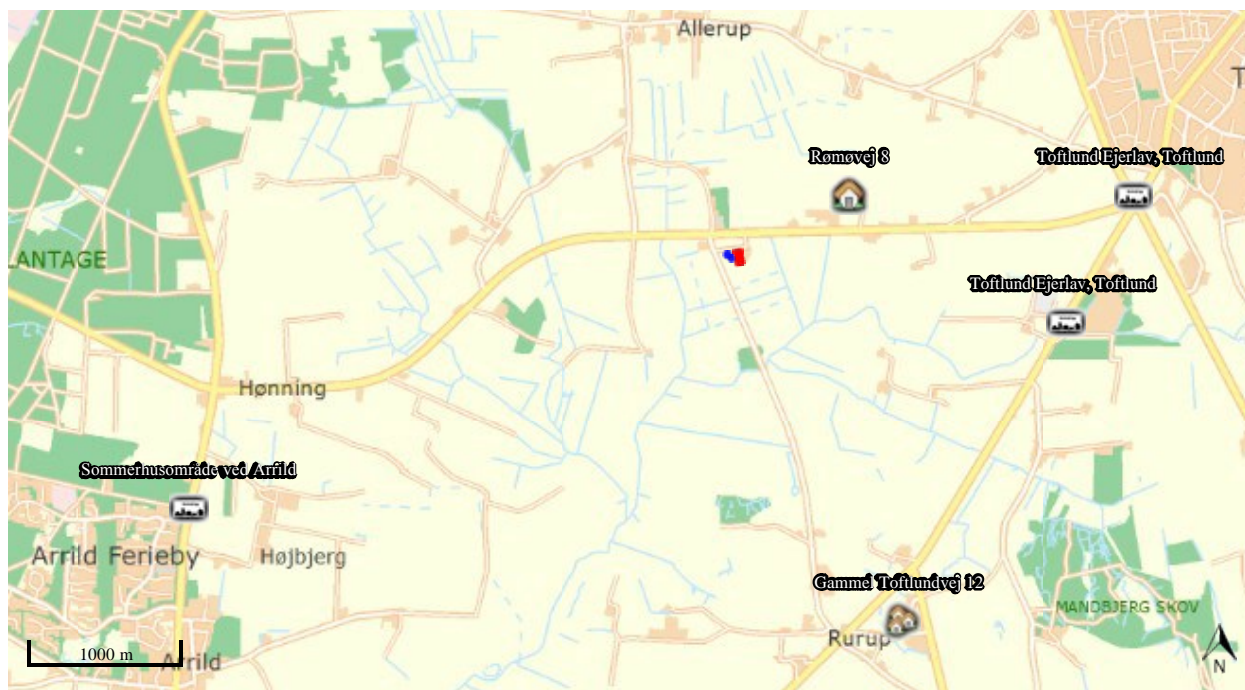 Allerup
T
Rømøvej 8
Toftlund Ejerlav, Toftlund
LANTAGE
Toftlund Ejerlav, Toftlund
Hønning
Sommerhusområde ved Arrild
Arrild Ferieby
Højbjerg
Gammel Toftlundvej 12
MANDBJERG SKOV
Rurup
1000 m
Arrild
N